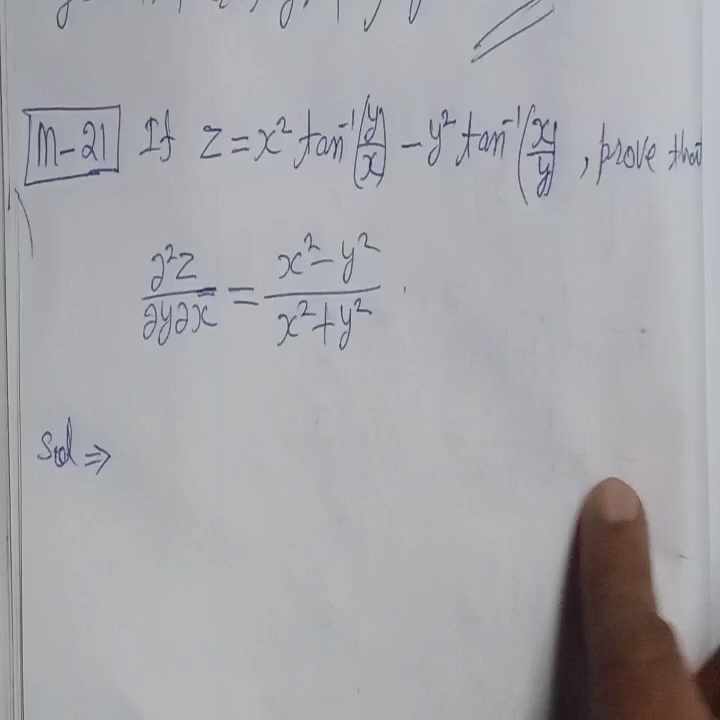 M-21 If z = x² tan⁻¹(y/x) - y² tan⁻¹(x/y), prove that
∂²z/∂y∂x = x²-y²/x²+y².
Sol ⇒